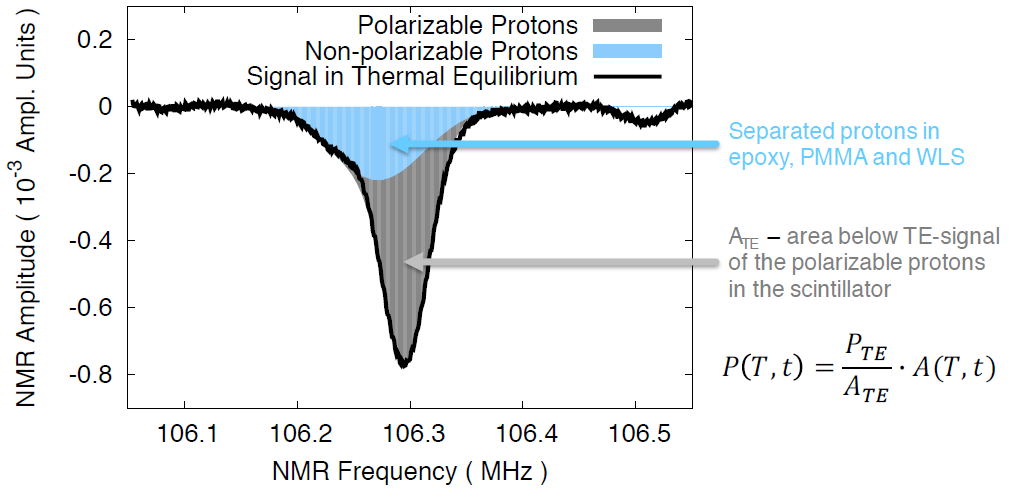 Polarizable Protons
Non-polarizable Protons
Signal in Thermal Equilibrium
NMR Amplitude ( 10⁻³ Ampl. Units )
0.2
0
-0.2
-0.4
-0.6
-0.8
106.1 106.2 106.3 106.4 106.5
NMR Frequency ( MHz )
Separated protons in
epoxy, PMMA and WLS
A_TE – area below TE-signal
of the polarizable protons
in the scintillator
P(T,t) = P_TE / A_TE · A(T,t)